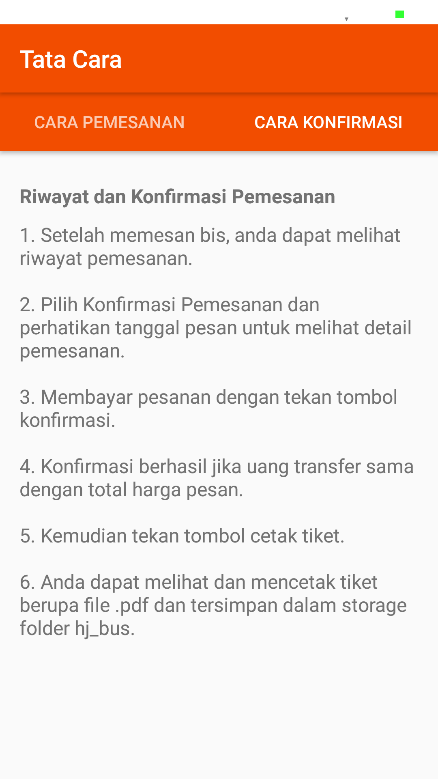 Tata Cara
CARA PEMESANAN
CARA KONFIRMASI
Riwayat dan Konfirmasi Pemesanan
1. Setelah memesan bis, anda dapat melihat
riwayat pemesanan.
2. Pilih Konfirmasi Pemesanan dan
perhatikan tanggal pesan untuk melihat detail
pemesanan.
3. Membayar pesanan dengan tekan tombol
konfirmasi.
4. Konfirmasi berhasil jika uang transfer sama
dengan total harga pesan.
5. Kemudian tekan tombol cetak tiket.
6. Anda dapat melihat dan mencetak tiket
berupa file .pdf dan tersimpan dalam storage
folder hj_bus.